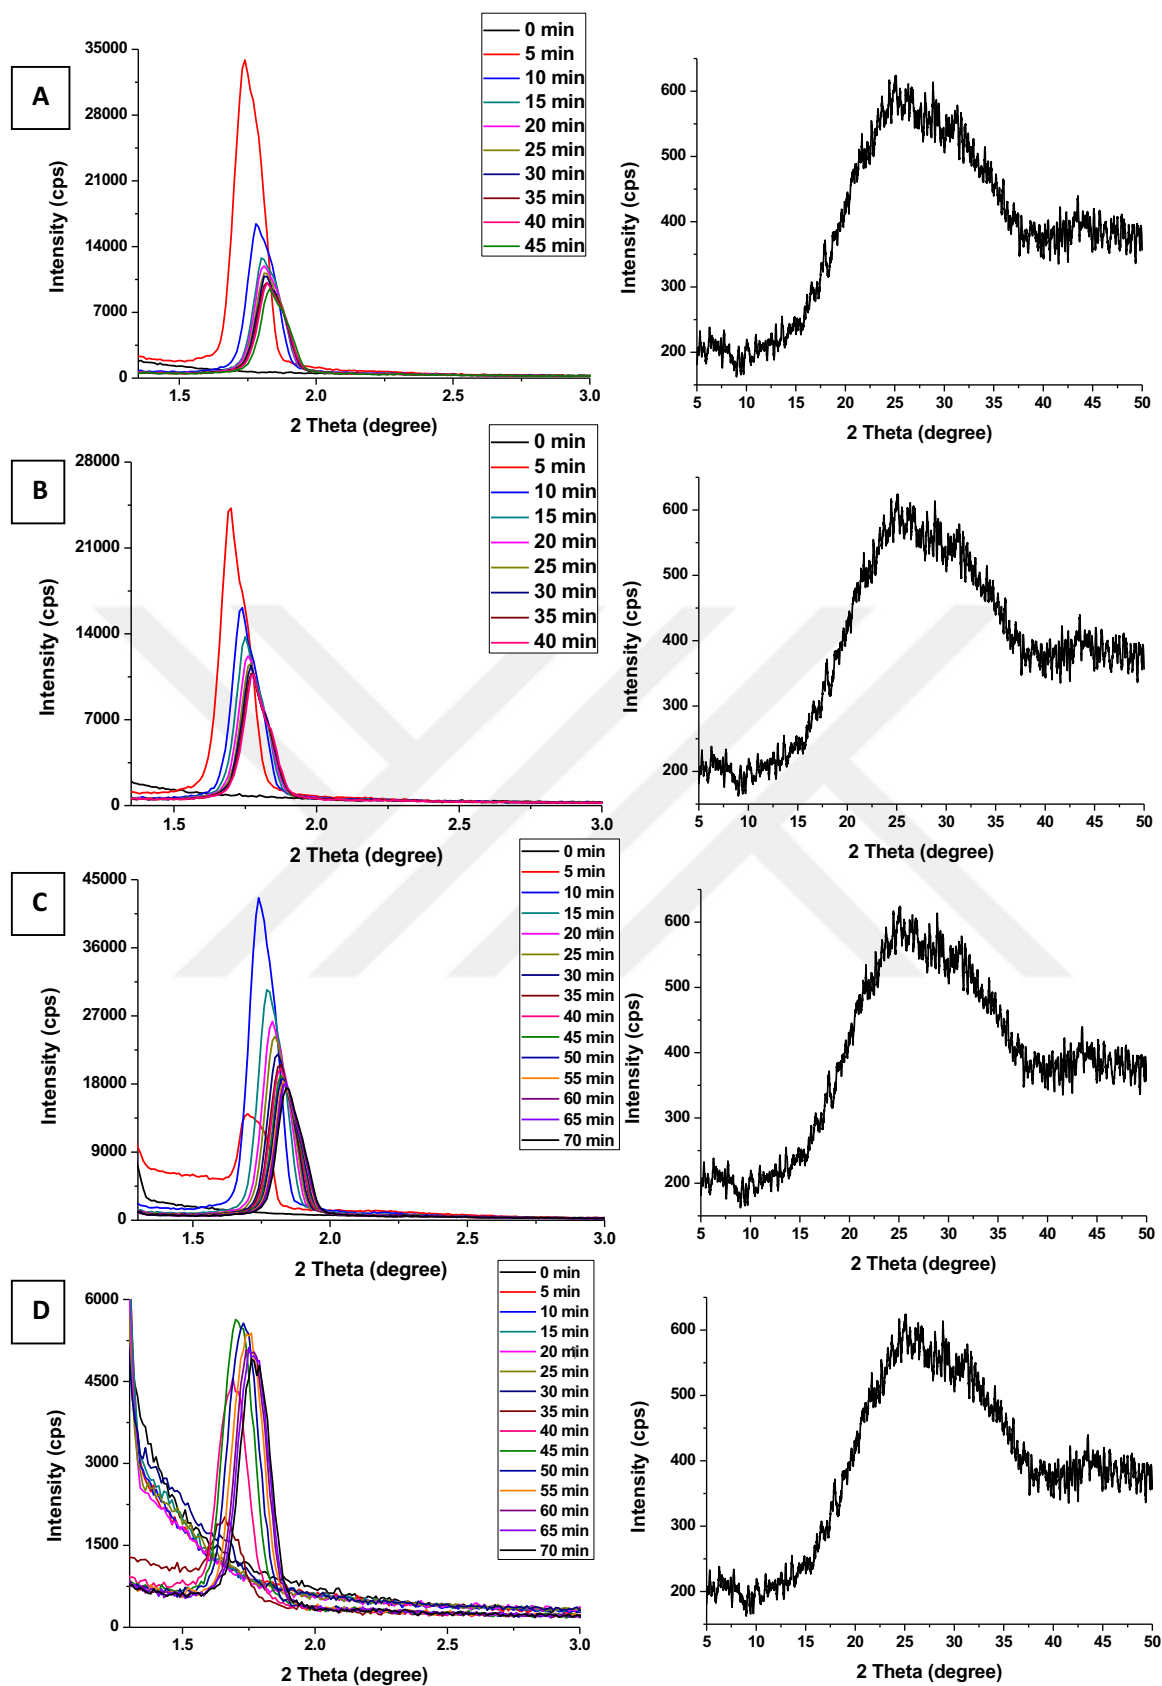 A
35000
28000
21000
14000
7000
0
Intensity (cps)
1.5
2.0
2.5
3.0
2 Theta (degree)
0 min
5 min
10 min
15 min
20 min
25 min
30 min
35 min
40 min
45 min
600
500
400
300
200
Intensity (cps)
5
10
15
20
25
30
35
40
45
50
2 Theta (degree)
B
28000
21000
14000
7000
0
Intensity (cps)
1.5
2.0
2.5
3.0
2 Theta (degree)
0 min
5 min
10 min
15 min
20 min
25 min
30 min
35 min
40 min
600
500
400
300
200
Intensity (cps)
5
10
15
20
25
30
35
40
45
50
2 Theta (degree)
C
45000
36000
27000
18000
9000
0
Intensity (cps)
1.5
2.0
2.5
3.0
2 Theta (degree)
0 min
5 min
10 min
15 min
20 min
25 min
30 min
35 min
40 min
45 min
50 min
55 min
60 min
65 min
70 min
600
500
400
300
200
Intensity (cps)
5
10
15
20
25
30
35
40
45
50
2 Theta (degree)
D
6000
4500
3000
1500
0
Intensity (cps)
1.5
2.0
2.5
3.0
2 Theta (degree)
0 min
5 min
10 min
15 min
20 min
25 min
30 min
35 min
40 min
45 min
50 min
55 min
60 min
65 min
70 min
600
500
400
300
200
Intensity (cps)
5
10
15
20
25
30
35
40
45
50
2 Theta (degree)